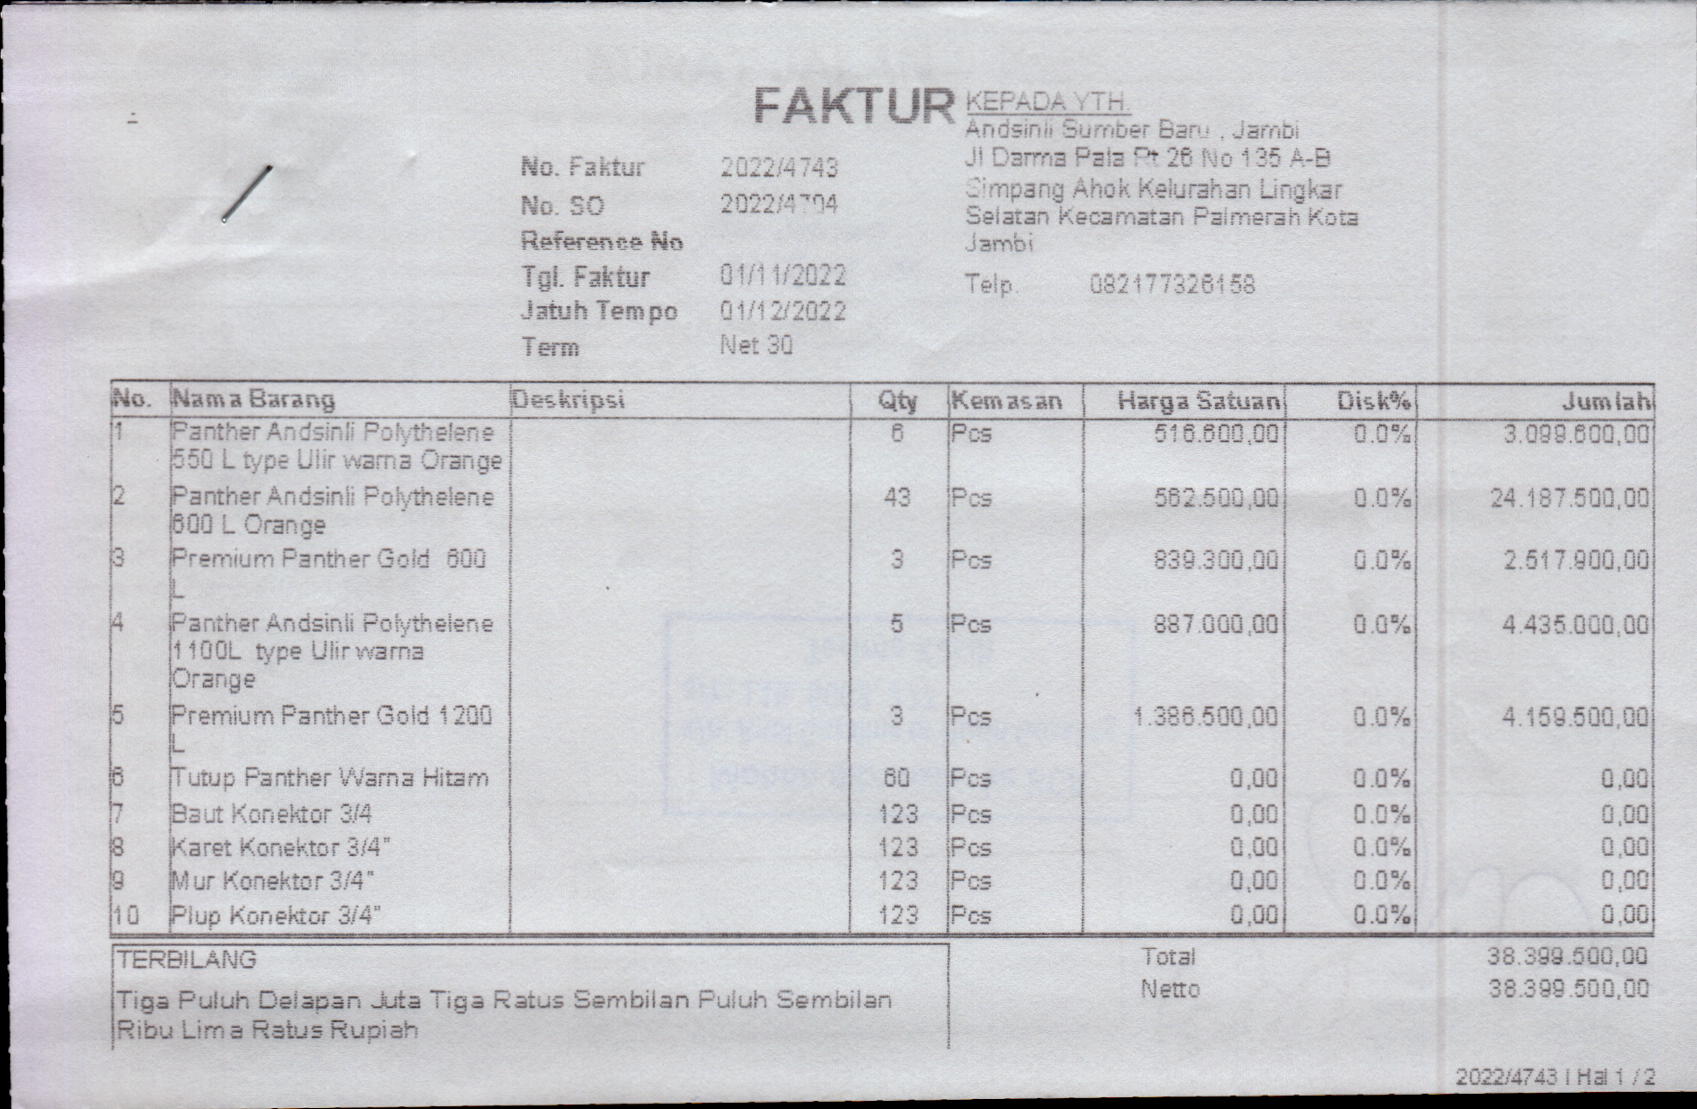 FAKTUR
KEPADA YTH.
Andsinli Sumber Baru , Jambi
Jl Darma Pala Rt 26 No 135 A-B
Simpang Ahok Kelurahan Lingkar
Selatan Kecamatan Palmerah Kota
Jambi
Telp. 082177326158
No. Faktur 2022/4743
No. SO
Reference No
Tgl. Faktur 01/11/2022
Jatuh Tempo 01/12/2022
Term Net 30
No. Nama Barang Deskripsi Qty Kemasan Harga Satuan Disk% Jumlah
1 Panther Andsinli Polythelene 6 Pcs 516.600,00 0.0% 3.099.600,00
550 L type Ulir warna Orange
2 Panther Andsinli Polythelene 43 Pcs 562.500,00 0.0% 24.187.500,00
600 L Orange
3 Premium Panther Gold 600 3 Pcs 839.300,00 0.0% 2.517.900,00
L
4 Panther Andsinli Polythelene 5 Pcs 887.000,00 0.0% 4.435.000,00
1100L type Ulir warna
Orange
5 Premium Panther Gold 1200 3 Pcs 1.386.500,00 0.0% 4.159.500,00
L
6 Tutup Panther Warna Hitam 60 Pcs 0,00 0.0% 0,00
7 Baut Konektor 3/4 123 Pcs 0,00 0.0% 0,00
8 Karet Konektor 3/4" 123 Pcs 0,00 0.0% 0,00
9 Mur Konektor 3/4" 123 Pcs 0,00 0.0% 0,00
10 Plup Konektor 3/4" 123 Pcs 0,00 0.0% 0,00
TERBILANG
Tiga Puluh Delapan Juta Tiga Ratus Sembilan Puluh Sembilan
Ribu Lima Ratus Rupiah
Total 38.399.500,00
Netto 38.399.500,00
2022/4743 | Hal 1 / 2